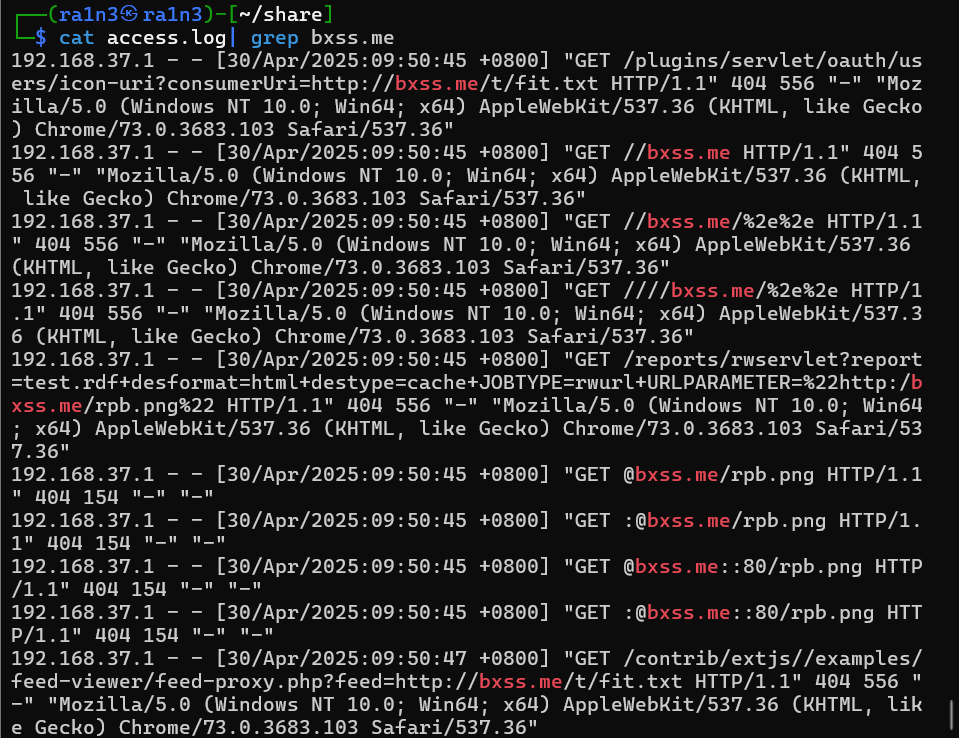 ┌──(ra1n3㉿ra1n3)-[~/share]
└─$ cat access.log| grep bxss.me
192.168.37.1 - - [30/Apr/2025:09:50:45 +0800] "GET /plugins/servlet/oauth/us
ers/icon-uri?consumerUri=http://bxss.me/t/fit.txt HTTP/1.1" 404 556 "-" "Moz
illa/5.0 (Windows NT 10.0; Win64; x64) AppleWebKit/537.36 (KHTML, like Gecko
) Chrome/73.0.3683.103 Safari/537.36"
192.168.37.1 - - [30/Apr/2025:09:50:45 +0800] "GET //bxss.me HTTP/1.1" 404 5
56 "-" "Mozilla/5.0 (Windows NT 10.0; Win64; x64) AppleWebKit/537.36 (KHTML,
 like Gecko) Chrome/73.0.3683.103 Safari/537.36"
192.168.37.1 - - [30/Apr/2025:09:50:45 +0800] "GET //bxss.me/%2e%2e HTTP/1.1
" 404 556 "-" "Mozilla/5.0 (Windows NT 10.0; Win64; x64) AppleWebKit/537.36
(KHTML, like Gecko) Chrome/73.0.3683.103 Safari/537.36"
192.168.37.1 - - [30/Apr/2025:09:50:45 +0800] "GET ////bxss.me/%2e%2e HTTP/1
.1" 404 556 "-" "Mozilla/5.0 (Windows NT 10.0; Win64; x64) AppleWebKit/537.3
6 (KHTML, like Gecko) Chrome/73.0.3683.103 Safari/537.36"
192.168.37.1 - - [30/Apr/2025:09:50:45 +0800] "GET /reports/rwservlet?report
=test.rdf+desformat=html+destype=cache+JOBTYPE=rwurl+URLPARAMETER=%22http:/b
xss.me/rpb.png%22 HTTP/1.1" 404 556 "-" "Mozilla/5.0 (Windows NT 10.0; Win64
; x64) AppleWebKit/537.36 (KHTML, like Gecko) Chrome/73.0.3683.103 Safari/53
7.36"
192.168.37.1 - - [30/Apr/2025:09:50:45 +0800] "GET @bxss.me/rpb.png HTTP/1.1
" 404 154 "-" "-"
192.168.37.1 - - [30/Apr/2025:09:50:45 +0800] "GET :@bxss.me/rpb.png HTTP/1.
1" 404 154 "-" "-"
192.168.37.1 - - [30/Apr/2025:09:50:45 +0800] "GET @bxss.me::80/rpb.png HTTP
/1.1" 404 154 "-" "-"
192.168.37.1 - - [30/Apr/2025:09:50:45 +0800] "GET :@bxss.me::80/rpb.png HTT
P/1.1" 404 154 "-" "-"
192.168.37.1 - - [30/Apr/2025:09:50:47 +0800] "GET /contrib/extjs//examples/
feed-viewer/feed-proxy.php?feed=http://bxss.me/t/fit.txt HTTP/1.1" 404 556 "
-" "Mozilla/5.0 (Windows NT 10.0; Win64; x64) AppleWebKit/537.36 (KHTML, lik
e Gecko) Chrome/73.0.3683.103 Safari/537.36"